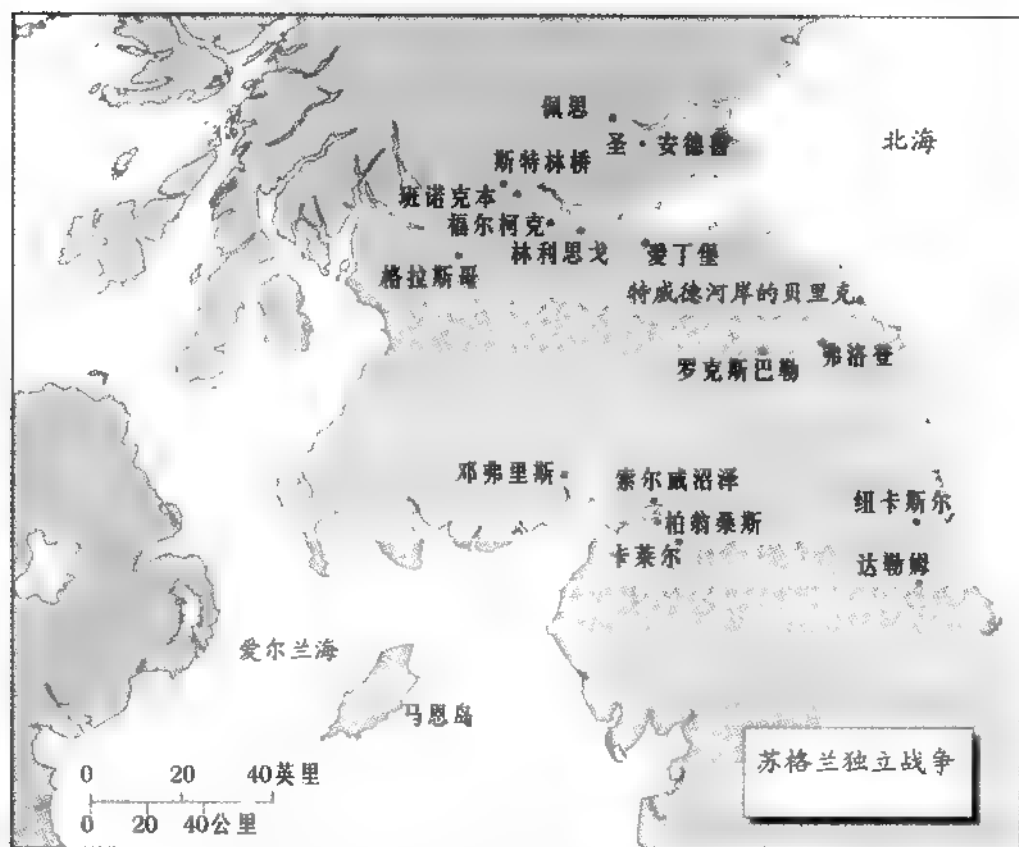 佩思
圣·安德鲁
北海
斯特林桥
班诺克本
福尔柯克
林利思戈
爱丁堡
格拉斯哥
特威德河岸的贝里克
罗克斯巴勒
弗洛登
邓弗里斯
索尔威沼泽
纽卡斯尔
柏翁桑斯
卡莱尔
达勒姆
爱尔兰海
马恩岛
苏格兰独立战争
0 20 40英里
0 20 40公里